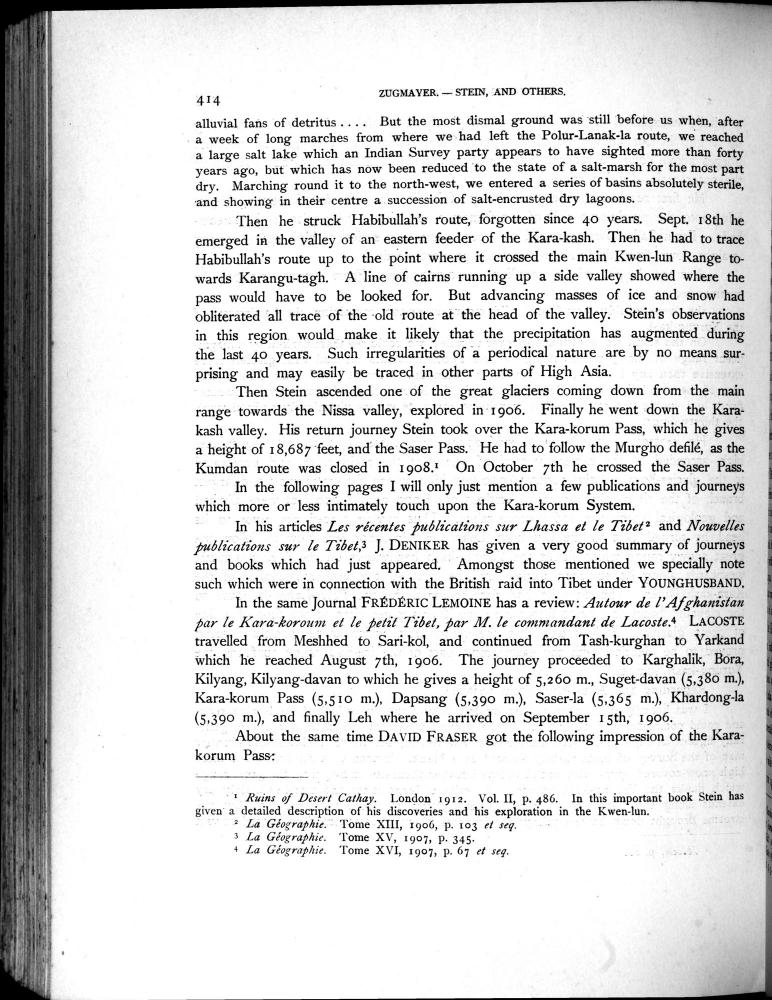 414
ZUGMAYER. — STEIN, AND OTHERS.
alluvial fans of detritus .... But the most dismal ground was still before us when, after
a week of long marches from where we had left the Polur-Lanak-la route, we reached
a large salt lake which an Indian Survey party appears to have sighted more than forty
years ago, but which has now been reduced to the state of a salt-marsh for the most part
dry. Marching round it to the north-west, we entered a series of basins absolutely sterile,
and showing in their centre a succession of salt-encrusted dry lagoons.
Then he struck Habibullah's route, forgotten since 40 years. Sept. 18th he
emerged in the valley of an eastern feeder of the Kara-kash. Then he had to trace
Habibullah's route up to the point where it crossed the main Kwen-lun Range to-
wards Karangu-tagh. A line of cairns running up a side valley showed where the
pass would have to be looked for. But advancing masses of ice and snow had
obliterated all trace of the old route at the head of the valley. Stein's observations
in this region would make it likely that the precipitation has augmented during
the last 40 years. Such irregularities of a periodical nature are by no means sur-
prising and may easily be traced in other parts of High Asia.
Then Stein ascended one of the great glaciers coming down from the main
range towards the Nissa valley, explored in 1906. Finally he went down the Kara-
kash valley. His return journey Stein took over the Kara-korum Pass, which he gives
a height of 18,687 feet, and the Saser Pass. He had to follow the Murgho defilé, as the
Kumdan route was closed in 1908.¹ On October 7th he crossed the Saser Pass.
In the following pages I will only just mention a few publications and journeys
which more or less intimately touch upon the Kara-korum System.
In his articles Les récentes publications sur Lhassa et le Tibet² and Nouvelles
publications sur le Tibet,³ J. DENIKER has given a very good summary of journeys
and books which had just appeared. Amongst those mentioned we specially note
such which were in connection with the British raid into Tibet under YOUNGHUSBAND.
In the same Journal FRÉDÉRIC LEMOINE has a review: Autour de l'Afghanistan
par le Kara-koroum et le petit Tibet, par M. le commandant de Lacoste.⁴ LACOSTE
travelled from Meshhed to Sari-kol, and continued from Tash-kurghan to Yarkand
which he reached August 7th, 1906. The journey proceeded to Karghalik, Bora,
Kilyang, Kilyang-davan to which he gives a height of 5,260 m., Suget-davan (5,380 m.),
Kara-korum Pass (5,510 m.), Dapsang (5,390 m.), Saser-la (5,365 m.), Khardong-la
(5,390 m.), and finally Leh where he arrived on September 15th, 1906.
About the same time DAVID FRASER got the following impression of the Kara-
korum Pass:
¹ Ruins of Desert Cathay. London 1912. Vol. II, p. 486. In this important book Stein has
given a detailed description of his discoveries and his exploration in the Kwen-lun.
² La Géographie. Tome XIII, 1906, p. 103 et seq.
³ La Géographie. Tome XV, 1907, p. 345.
⁴ La Géographie. Tome XVI, 1907, p. 67 et seq.